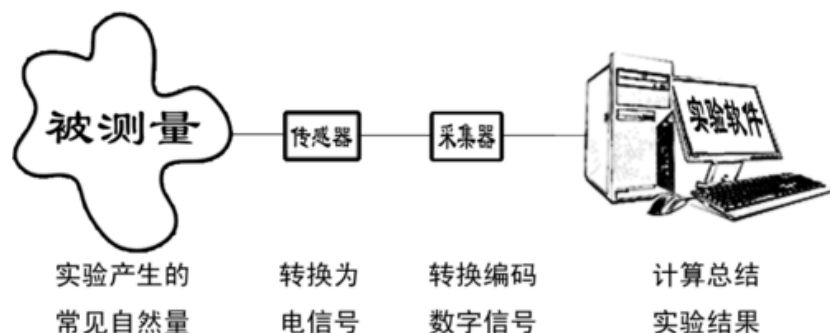 被测量
传感器
采集器
实验软件
实验产生的
常见自然量
转换为
电信号
转换编码
数字信号
计算总结
实验结果